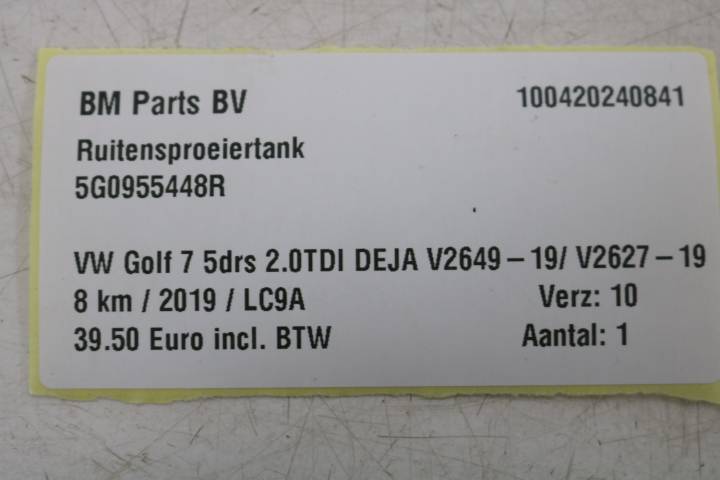 BM Parts BV 100420240841
Ruitensproeiertank
5G0955448R
VW Golf 7 5drs 2.0TDI DEJA V2649 – 19/ V2627 – 19
8 km / 2019 / LC9A Verz: 10
39.50 Euro incl. BTW Aantal: 1